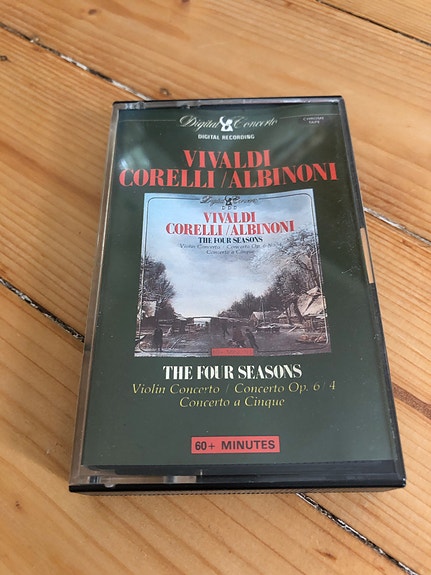 Digital Concerto
DIGITAL RECORDING
VIVALDI
CORELLI/ALBINONI
Digital Concerto
DDD
VIVALDI
CORELLI/ALBINONI
THE FOUR SEASONS
Violin Concerto / Concerto Op. 6/4
Concerto a Cinque
THE FOUR SEASONS
Violin Concerto / Concerto Op. 6/4
Concerto a Cinque
60+ MINUTES